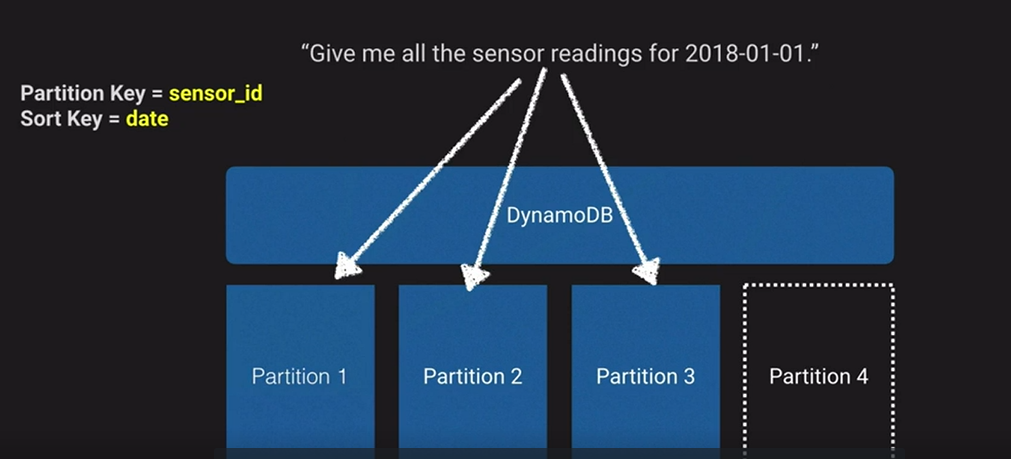 “Give me all the sensor readings for 2018-01-01.”
Partition Key = sensor_id
Sort Key = date
DynamoDB
Partition 1
Partition 2
Partition 3
Partition 4